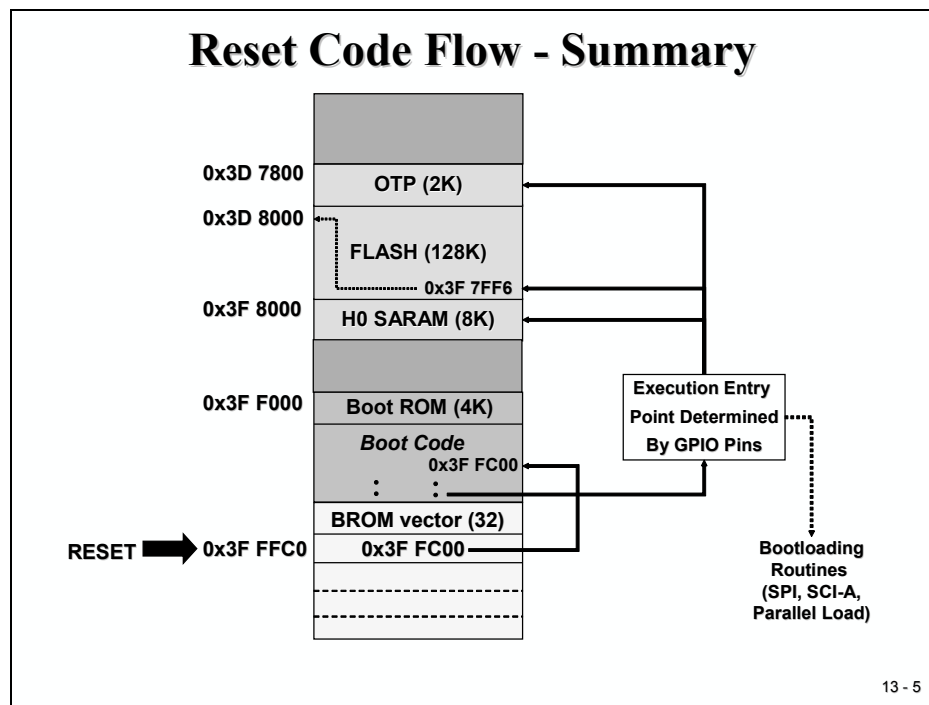 Reset Code Flow - Summary
0x3D 7800
OTP (2K)
0x3D 8000
FLASH (128K)
0x3F 7FF6
0x3F 8000
H0 SARAM (8K)
Execution Entry
Point Determined
By GPIO Pins
0x3F F000
Boot ROM (4K)
Boot Code
0x3F FC00
: :
BROM vector (32)
RESET
0x3F FFC0
0x3F FC00
Bootloading
Routines
(SPI, SCI-A,
Parallel Load)
13 - 5